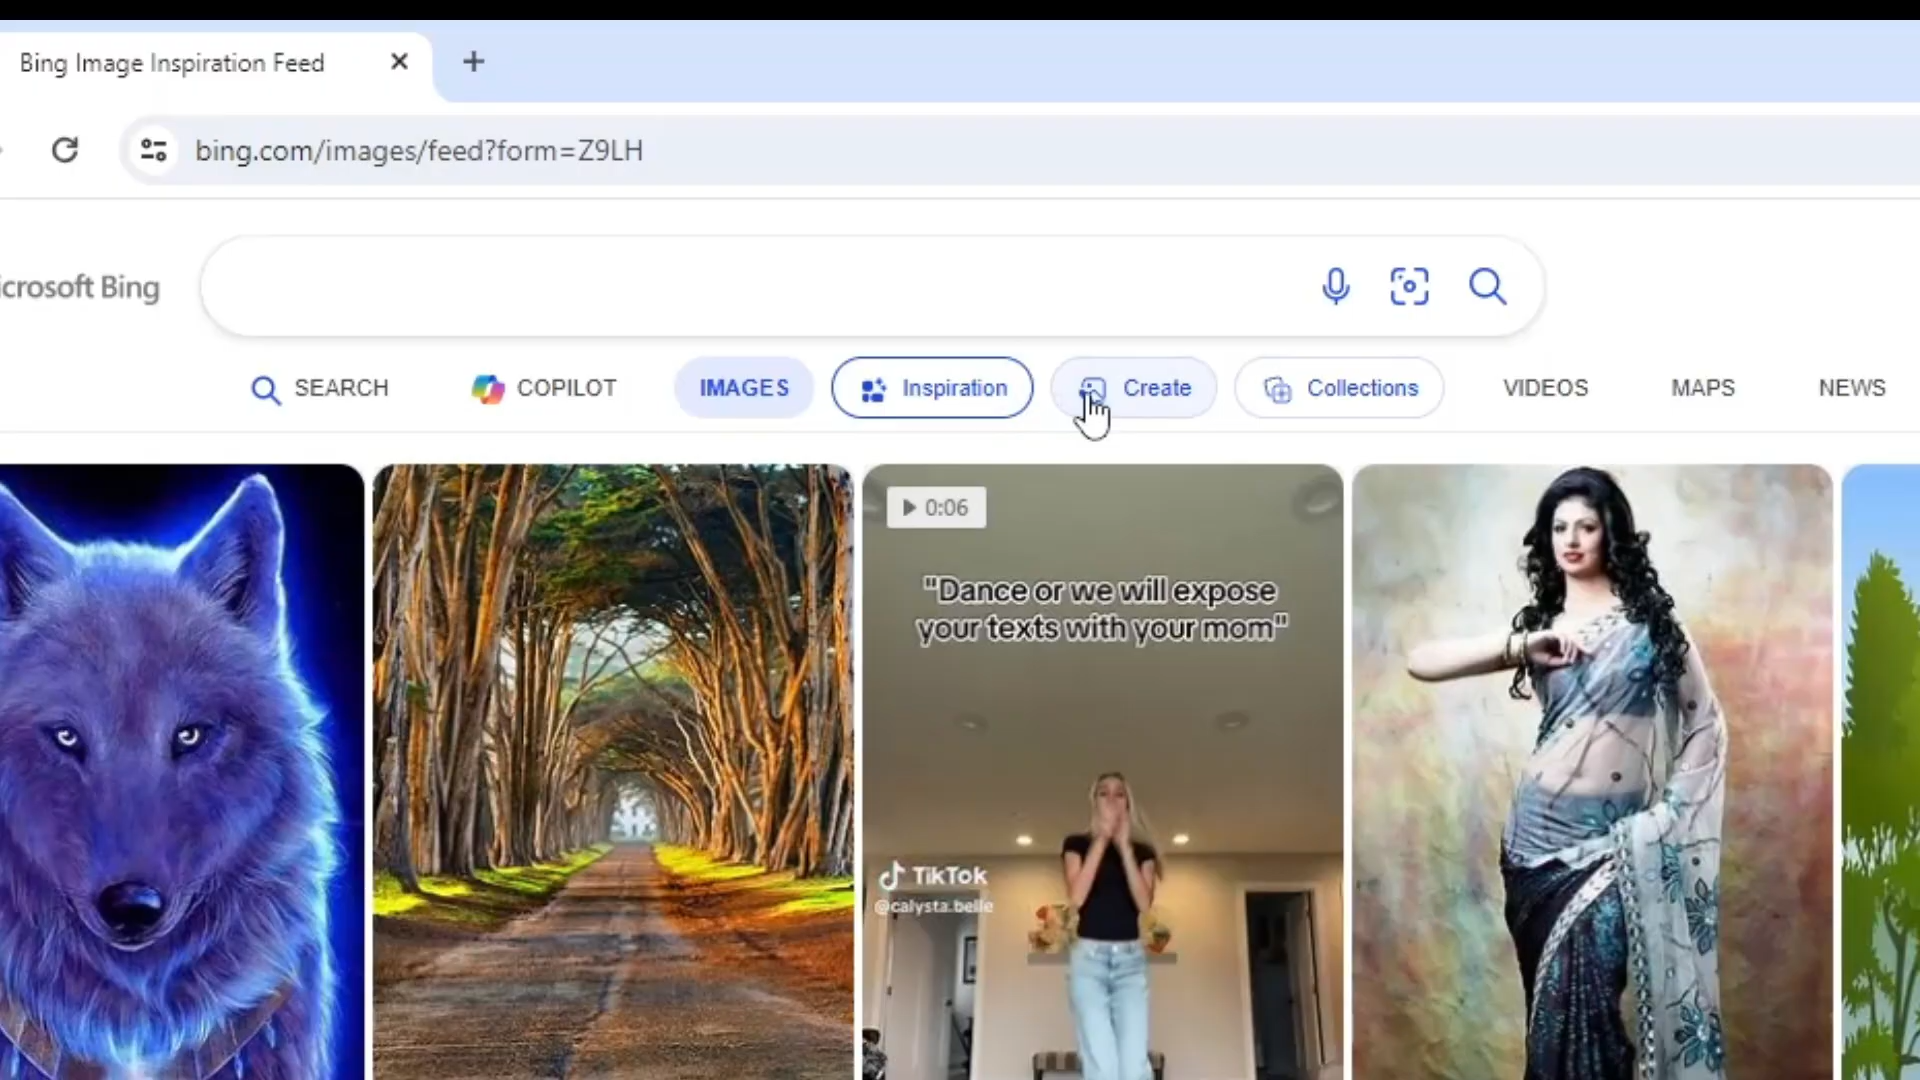 Bing Image Inspiration Feed
bing.com/images/feed?form=Z9LH
icrosoft Bing
SEARCH
COPILOT
IMAGES
Inspiration
Create
Collections
VIDEOS
MAPS
NEWS
0:06
"Dance or we will expose
your texts with your mom"
TikTok
@calysta.belle